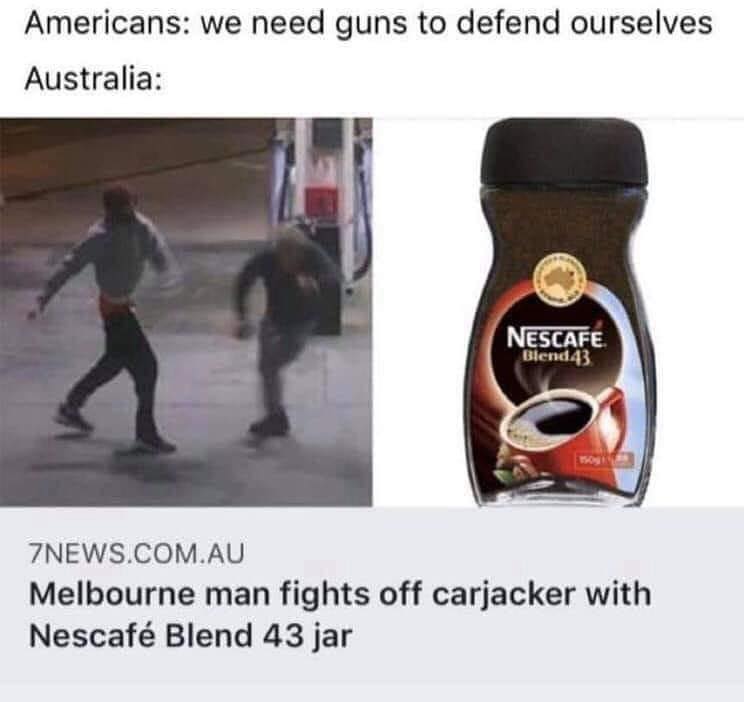 Americans: we need guns to defend ourselves
Australia:
NESCAFÉ
Blend43
150g
7NEWS.COM.AU
Melbourne man fights off carjacker with
Nescafé Blend 43 jar